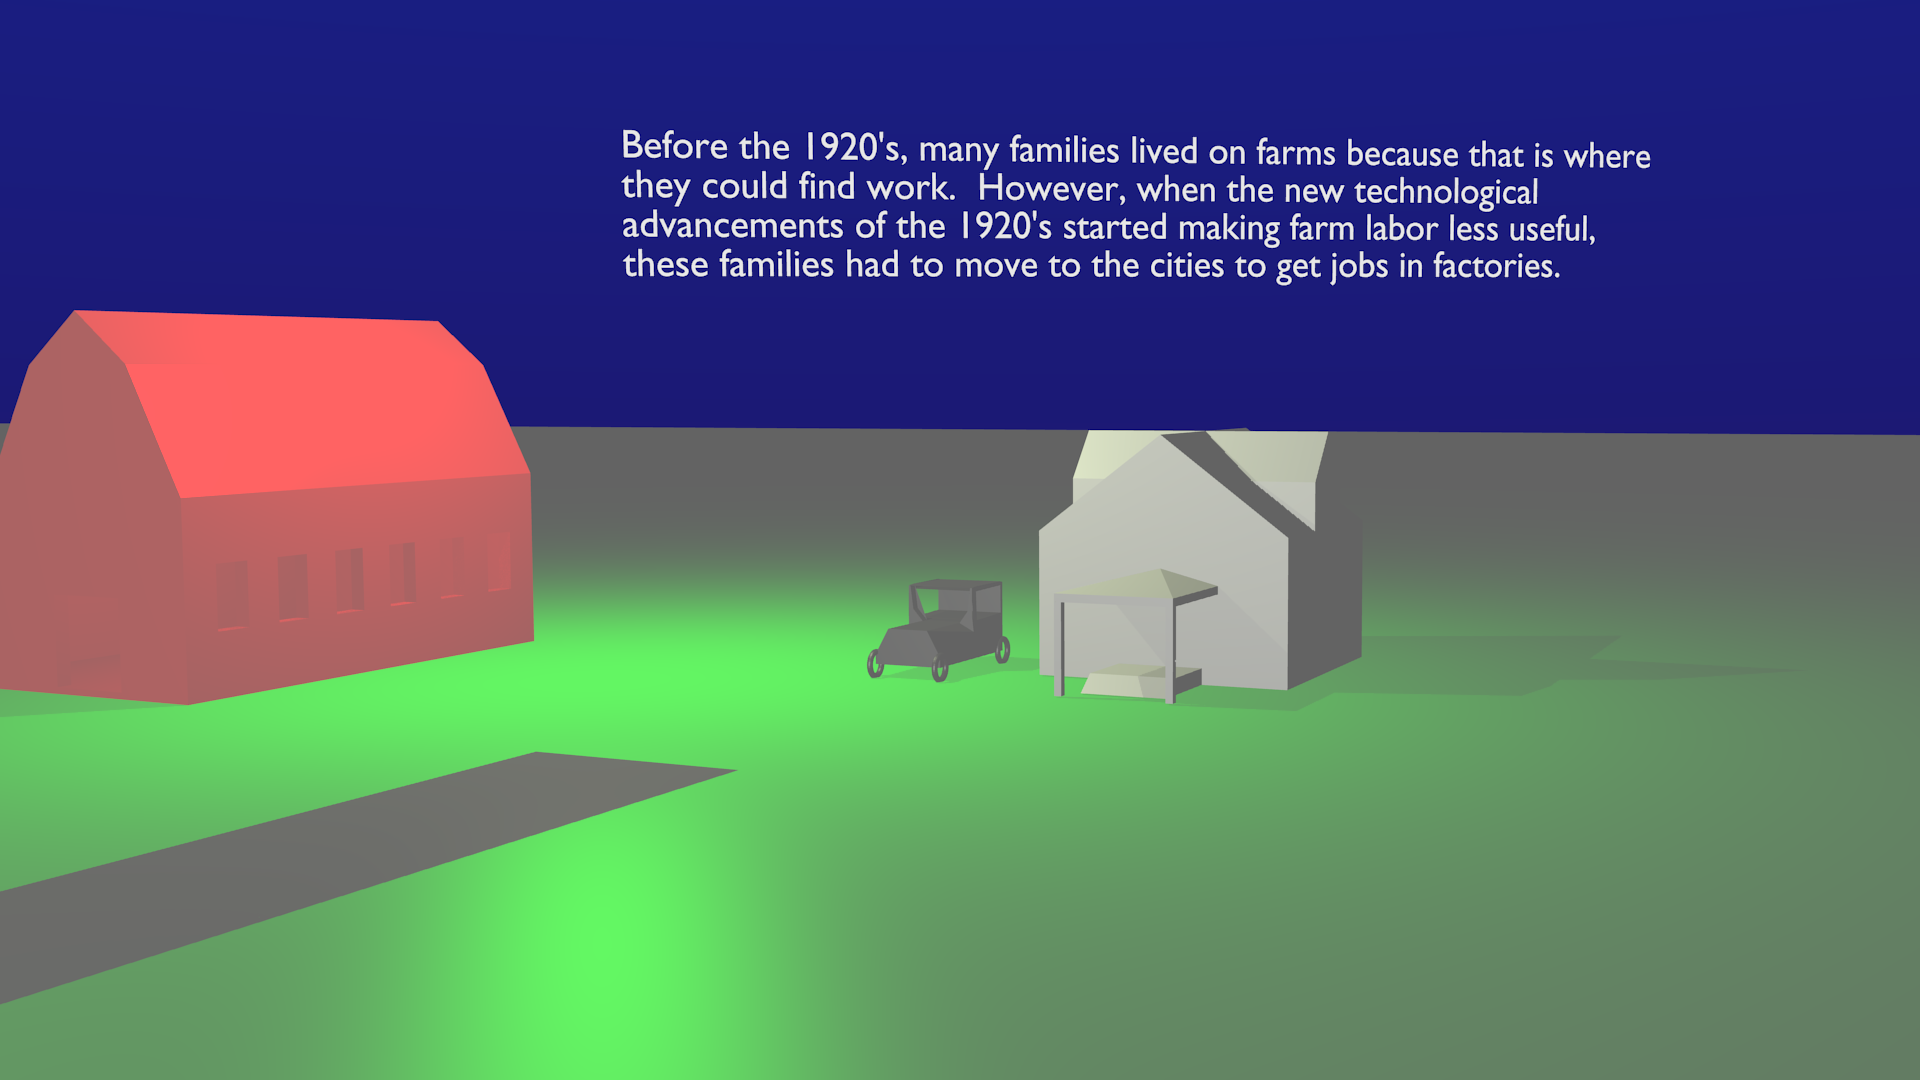 Before the 1920's, many families lived on farms because that is where
they could find work.  However, when the new technological
advancements of the 1920's started making farm labor less useful,
these families had to move to the cities to get jobs in factories.